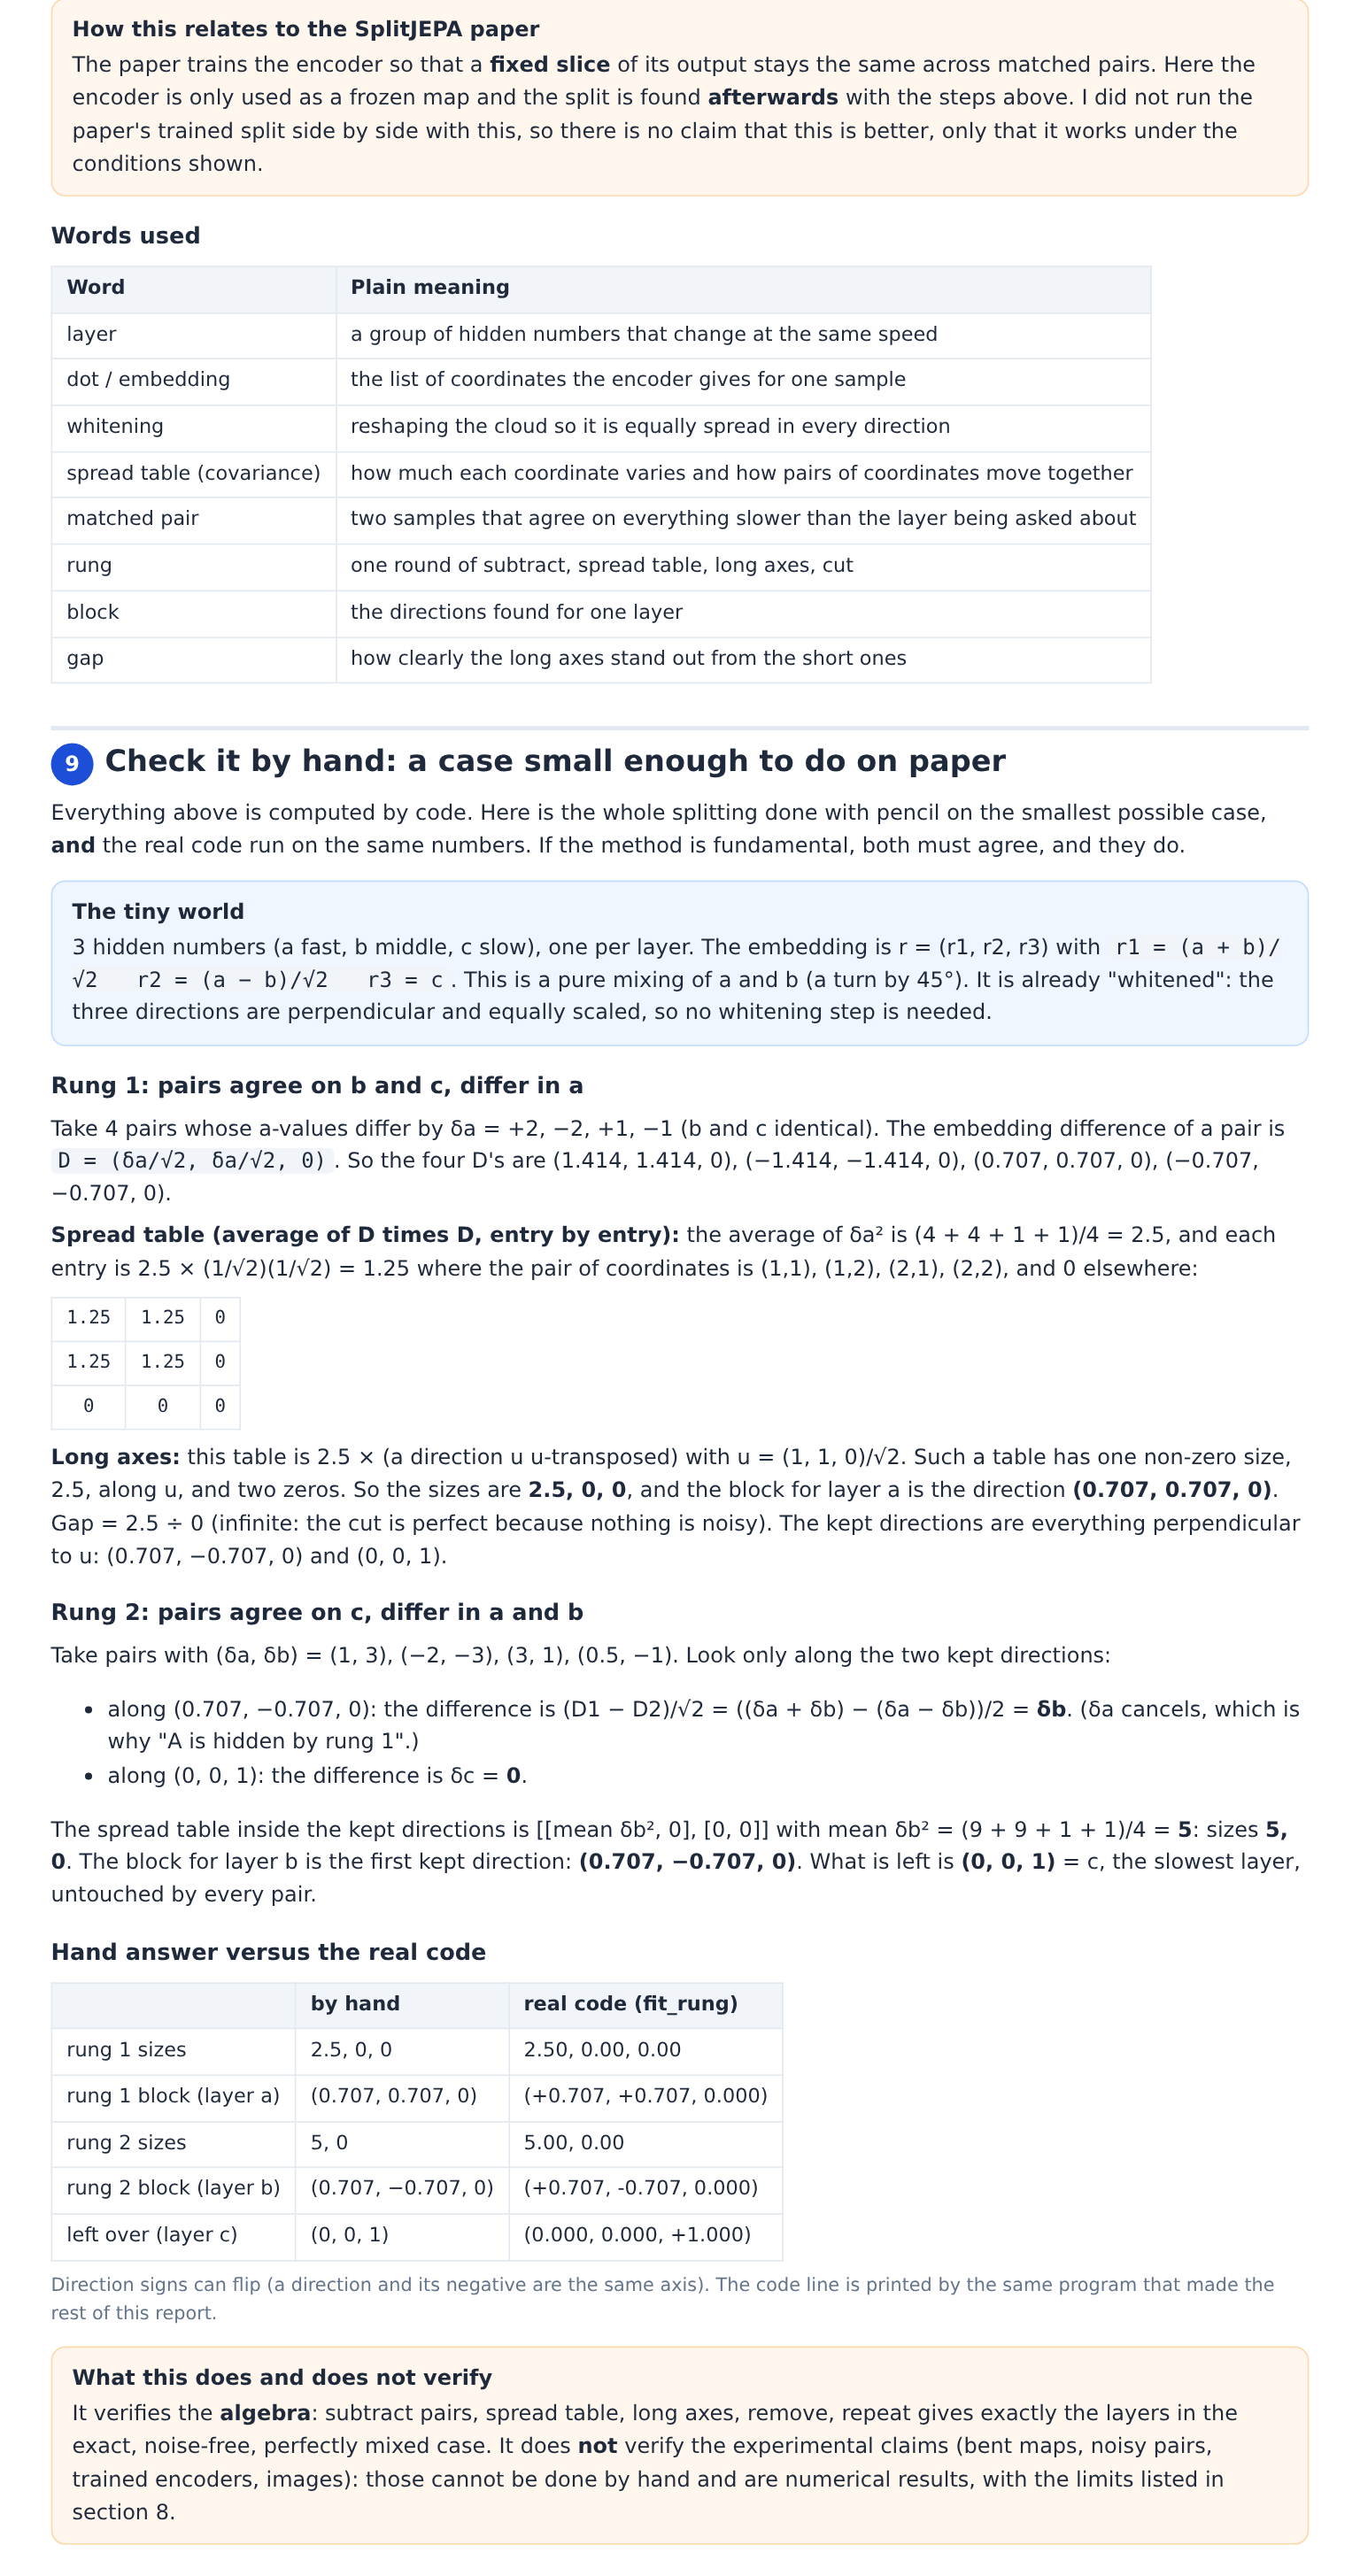 How this relates to the SplitJEPA paper
The paper trains the encoder so that a fixed slice of its output stays the same across matched pairs. Here the
encoder is only used as a frozen map and the split is found afterwards with the steps above. I did not run the
paper's trained split side by side with this, so there is no claim that this is better, only that it works under the
conditions shown.
Words used
Word Plain meaning
layer a group of hidden numbers that change at the same speed
dot / embedding the list of coordinates the encoder gives for one sample
whitening reshaping the cloud so it is equally spread in every direction
spread table (covariance) how much each coordinate varies and how pairs of coordinates move together
matched pair two samples that agree on everything slower than the layer being asked about
rung one round of subtract, spread table, long axes, cut
block the directions found for one layer
gap how clearly the long axes stand out from the short ones
9 Check it by hand: a case small enough to do on paper
Everything above is computed by code. Here is the whole splitting done with pencil on the smallest possible case,
and the real code run on the same numbers. If the method is fundamental, both must agree, and they do.
The tiny world
3 hidden numbers (a fast, b middle, c slow), one per layer. The embedding is r = (r1, r2, r3) with r1 = (a + b)/
√2 r2 = (a − b)/√2 r3 = c . This is a pure mixing of a and b (a turn by 45°). It is already "whitened": the
three directions are perpendicular and equally scaled, so no whitening step is needed.
Rung 1: pairs agree on b and c, differ in a
Take 4 pairs whose a-values differ by δa = +2, −2, +1, −1 (b and c identical). The embedding difference of a pair is
D = (δa/√2, δa/√2, 0) . So the four D's are (1.414, 1.414, 0), (−1.414, −1.414, 0), (0.707, 0.707, 0), (−0.707,
−0.707, 0).
Spread table (average of D times D, entry by entry): the average of δa² is (4 + 4 + 1 + 1)/4 = 2.5, and each
entry is 2.5 × (1/√2)(1/√2) = 1.25 where the pair of coordinates is (1,1), (1,2), (2,1), (2,2), and 0 elsewhere:
1.25 1.25 0
1.25 1.25 0
0 0 0
Long axes: this table is 2.5 × (a direction u u-transposed) with u = (1, 1, 0)/√2. Such a table has one non-zero size,
2.5, along u, and two zeros. So the sizes are 2.5, 0, 0, and the block for layer a is the direction (0.707, 0.707, 0).
Gap = 2.5 ÷ 0 (infinite: the cut is perfect because nothing is noisy). The kept directions are everything perpendicular
to u: (0.707, −0.707, 0) and (0, 0, 1).
Rung 2: pairs agree on c, differ in a and b
Take pairs with (δa, δb) = (1, 3), (−2, −3), (3, 1), (0.5, −1). Look only along the two kept directions:
• along (0.707, −0.707, 0): the difference is (D1 − D2)/√2 = ((δa + δb) − (δa − δb))/2 = δb. (δa cancels, which is
why "A is hidden by rung 1".)
• along (0, 0, 1): the difference is δc = 0.
The spread table inside the kept directions is [[mean δb², 0], [0, 0]] with mean δb² = (9 + 9 + 1 + 1)/4 = 5: sizes 5,
0. The block for layer b is the first kept direction: (0.707, −0.707, 0). What is left is (0, 0, 1) = c, the slowest layer,
untouched by every pair.
Hand answer versus the real code
by hand real code (fit_rung)
rung 1 sizes 2.5, 0, 0 2.50, 0.00, 0.00
rung 1 block (layer a) (0.707, 0.707, 0) (+0.707, +0.707, 0.000)
rung 2 sizes 5, 0 5.00, 0.00
rung 2 block (layer b) (0.707, −0.707, 0) (+0.707, -0.707, 0.000)
left over (layer c) (0, 0, 1) (0.000, 0.000, +1.000)
Direction signs can flip (a direction and its negative are the same axis). The code line is printed by the same program that made the
rest of this report.
What this does and does not verify
It verifies the algebra: subtract pairs, spread table, long axes, remove, repeat gives exactly the layers in the
exact, noise-free, perfectly mixed case. It does not verify the experimental claims (bent maps, noisy pairs,
trained encoders, images): those cannot be done by hand and are numerical results, with the limits listed in
section 8.